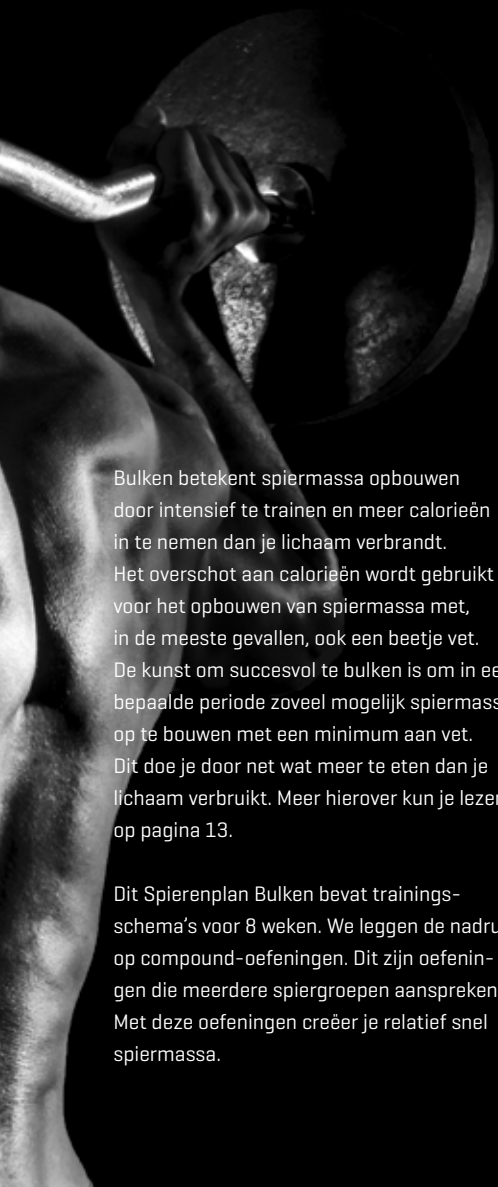 Bulken betekent spiermassa opbouwen
door intensief te trainen en meer calorieën
in te nemen dan je lichaam verbrandt.
Het overschot aan calorieën wordt gebruikt
voor het opbouwen van spiermassa met,
in de meeste gevallen, ook een beetje vet.
De kunst om succesvol te bulken is om in ee
bepaalde periode zoveel mogelijk spiermass
op te bouwen met een minimum aan vet.
Dit doe je door net wat meer te eten dan je
lichaam verbruikt. Meer hierover kun je lezen
op pagina 13.

Dit Spierenplan Bulken bevat trainings-
schema's voor 8 weken. We leggen de nadru
op compound-oefeningen. Dit zijn oefenin-
gen die meerdere spiergroepen aanspreken
Met deze oefeningen creëer je relatief snel
spiermassa.